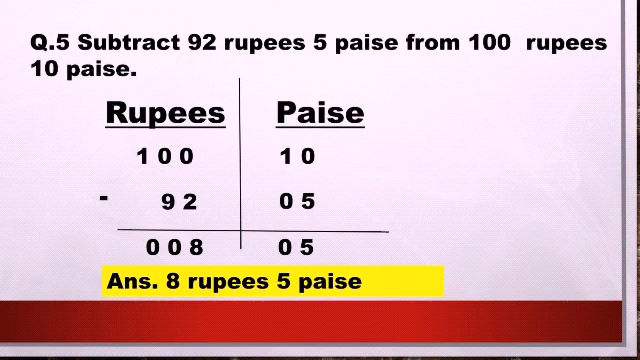 Q.5 Subtract 92 rupees 5 paise from 100 rupees
10 paise.
Rupees Paise
1 0 0 1 0
- 9 2 0 5
0 0 8 0 5
Ans. 8 rupees 5 paise